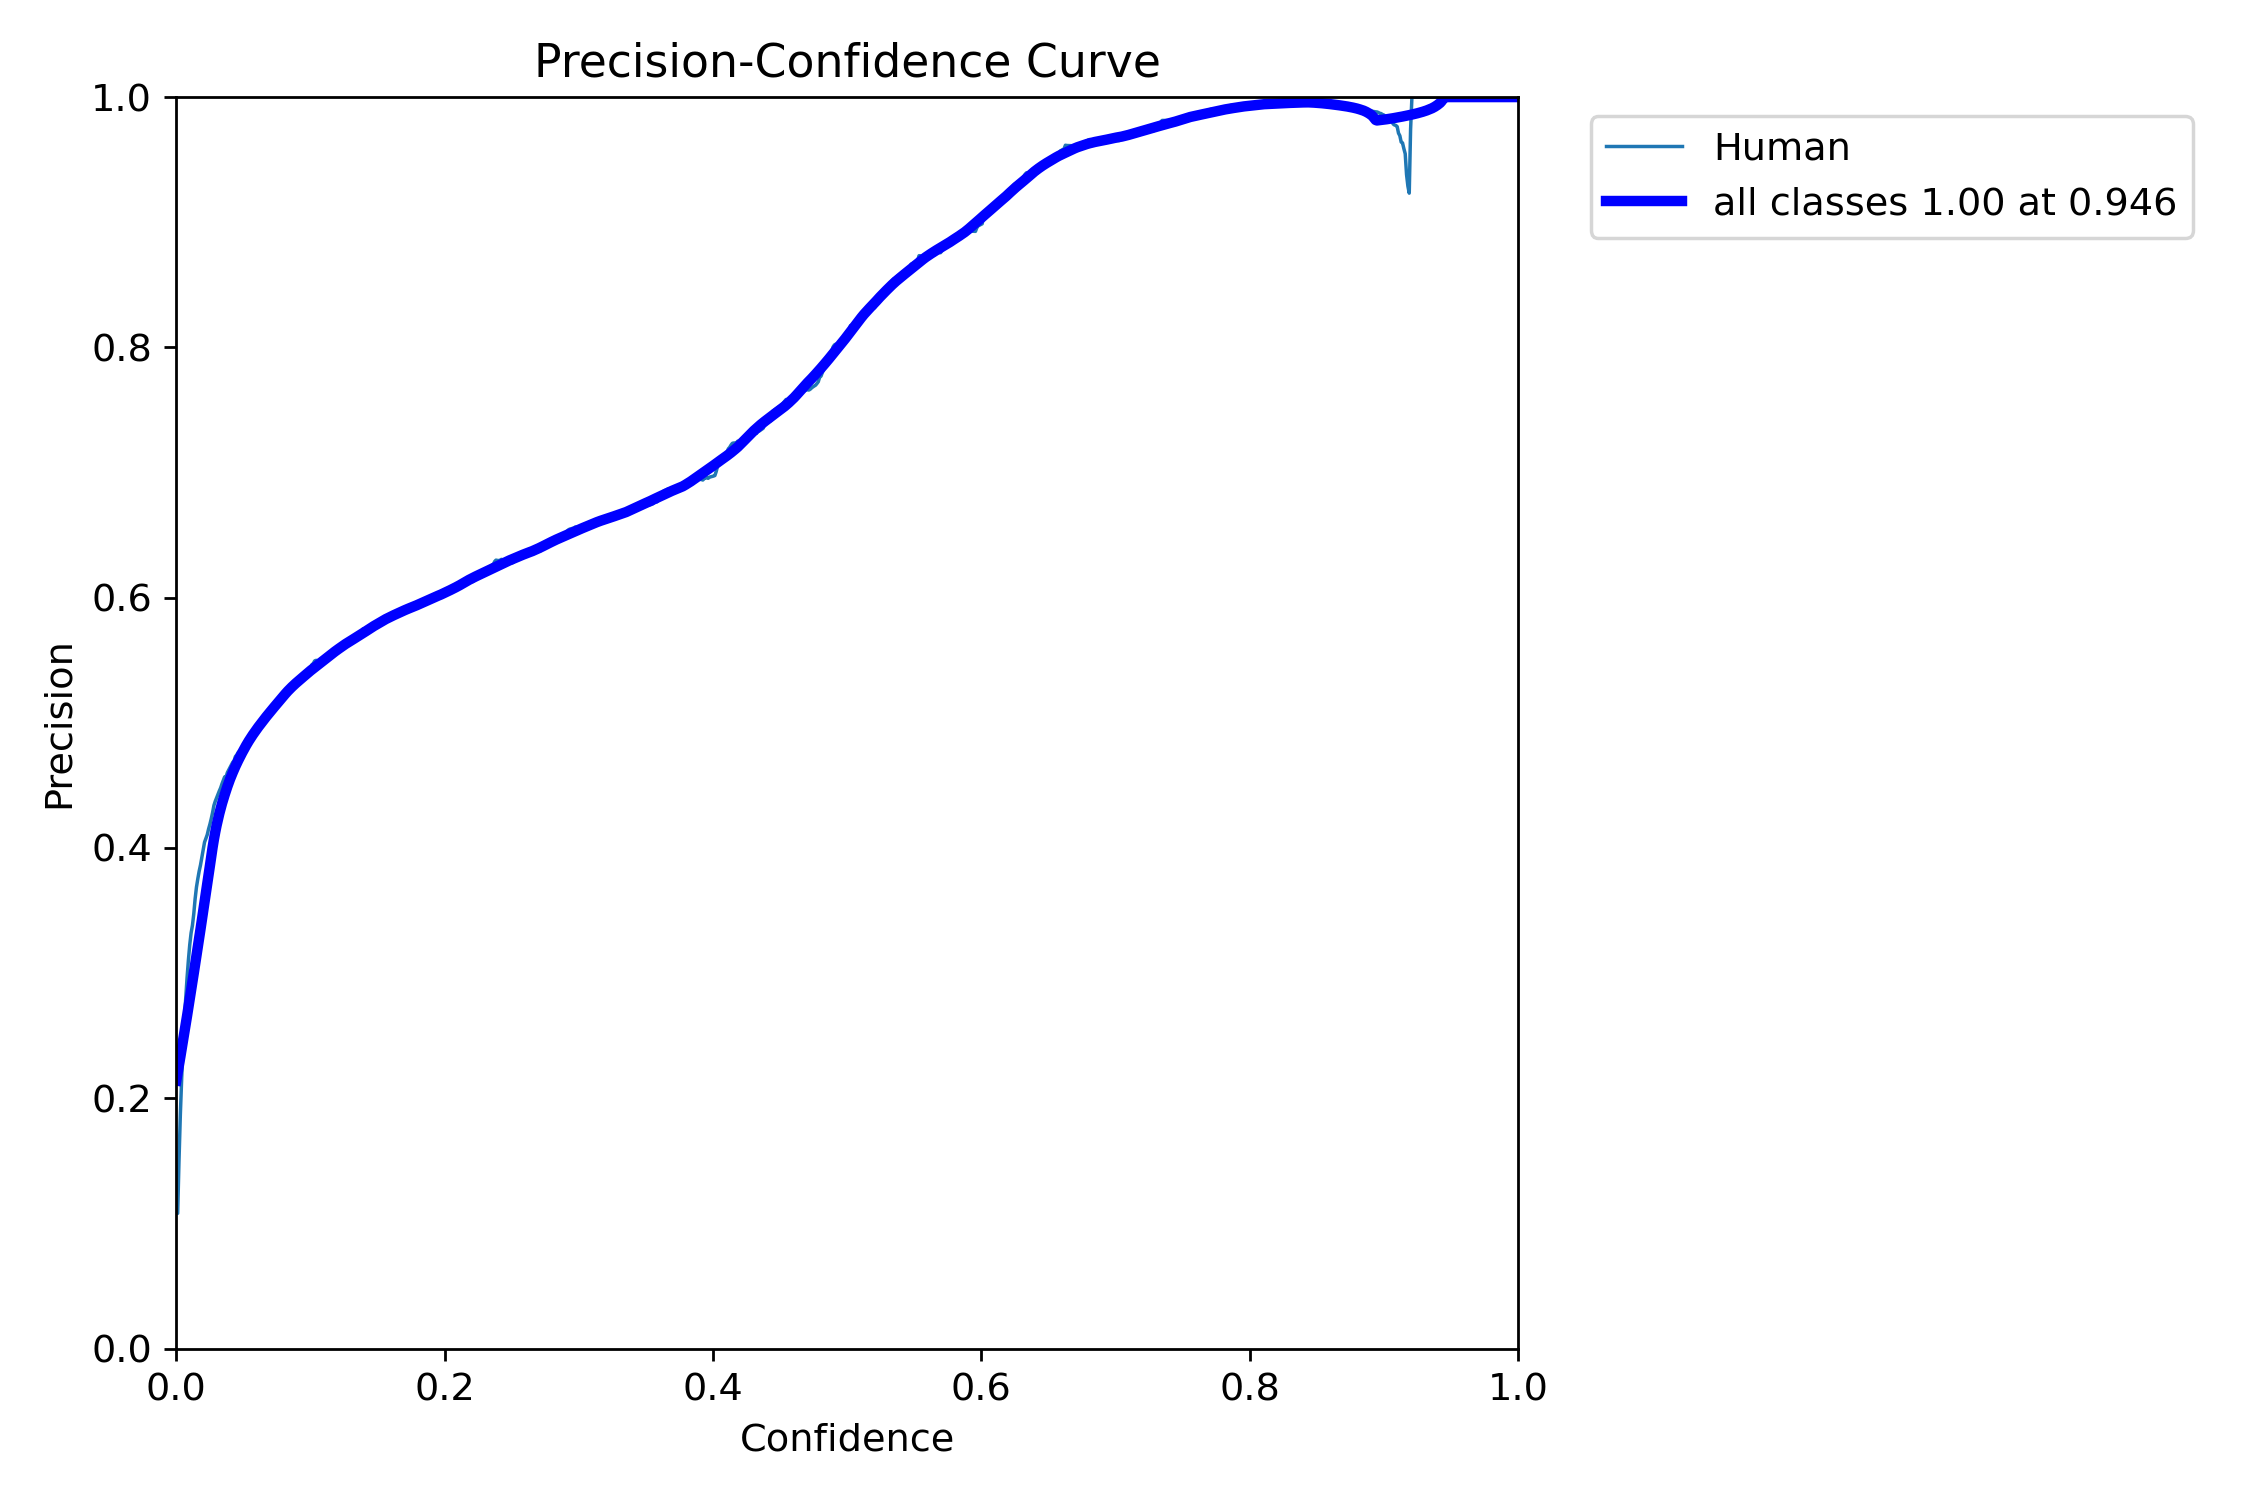 Precision-Confidence Curve
Human
all classes 1.00 at 0.946
1.0
0.8
0.6
0.4
0.2
0.0
Precision
0.0 0.2 0.4 0.6 0.8 1.0
Confidence